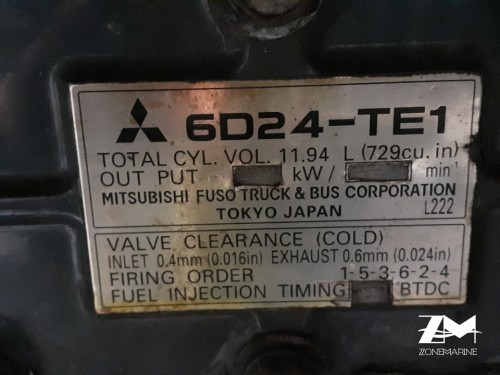 6D24-TE1
TOTAL CYL. VOL. 11.94 L (729cu. in)
OUT PUT kW/ min⁻¹
MITSUBISHI FUSO TRUCK & BUS CORPORATION
TOKYO JAPAN L222
VALVE CLEARANCE (COLD)
INLET 0.4mm (0.016in) EXHAUST 0.6mm (0.024in)
FIRING ORDER 1-5-3-6-2-4
FUEL INJECTION TIMING BTDC
ZM
ZONEMARINE